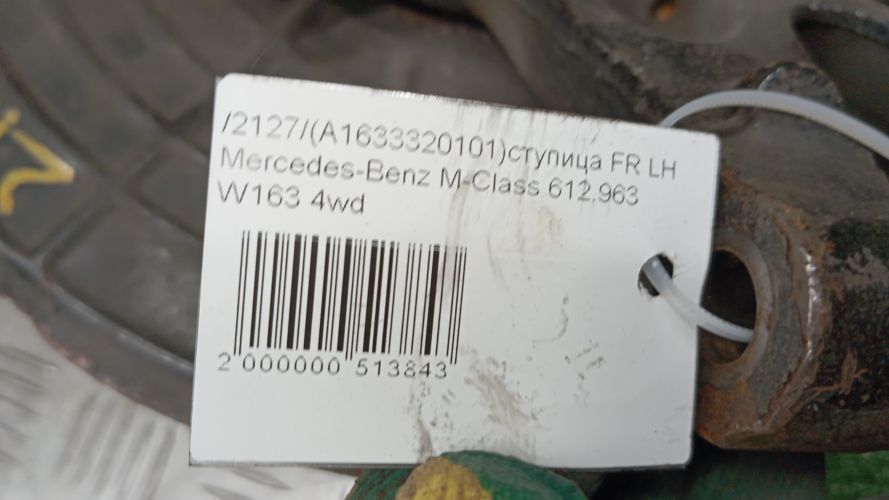 /2127/(A1633320101)ступица FR LH
Mercedes-Benz M-Class 612.963
W163 4wd
2 000000 513843